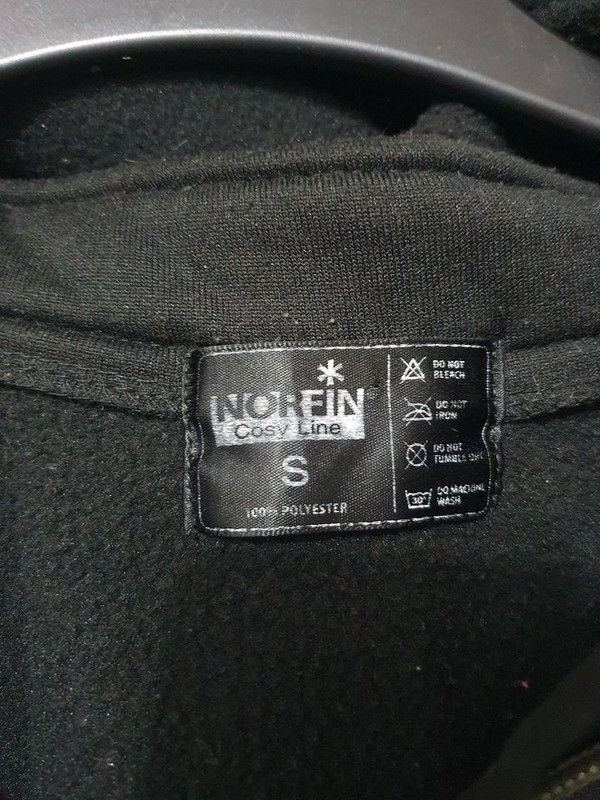 NORFIN®
Cosy Line
S
100% POLYESTER
DO NOT
BLEACH
DO NOT
IRON
DO NOT
TUMBLE DRY
30°
DO MACHINE
WASH